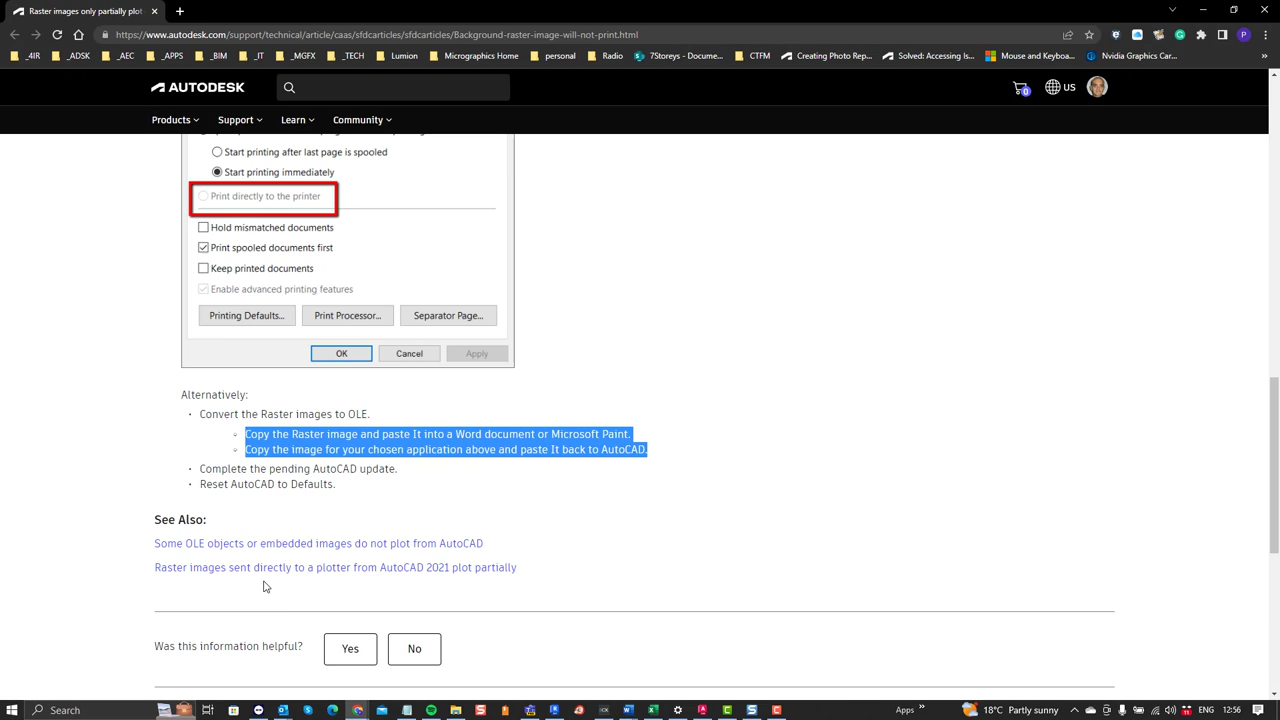 Raster images only partially plot
https://www.autodesk.com/support/technical/article/caas/sfdcarticles/sfdcarticles/Background-raster-image-will-not-print.html
_4IR _ADSK _AEC _APPS _BIM _IT _MGFX _TECH Lumion Micrographics Home personal Radio 7Storeys - Docume... CTFM Creating Photo Repr... Solved: Accessing Is... Mouse and Keyboa... Nvidia Graphics Car... »
AUTODESK
0
US
Products Support Learn Community
Start printing after last page is spooled
Start printing immediately
Print directly to the printer
Hold mismatched documents
Print spooled documents first
Keep printed documents
Enable advanced printing features
Printing Defaults... Print Processor... Separator Page...
OK Cancel Apply
Alternatively:
• Convert the Raster images to OLE.
◦ Copy the Raster image and paste It into a Word document or Microsoft Paint.
◦ Copy the image for your chosen application above and paste It back to AutoCAD.
• Complete the pending AutoCAD update.
• Reset AutoCAD to Defaults.
See Also:
Some OLE objects or embedded images do not plot from AutoCAD
Raster images sent directly to a plotter from AutoCAD 2021 plot partially
Was this information helpful? Yes No
Search Apps » 18°C Partly sunny ENG 12:56